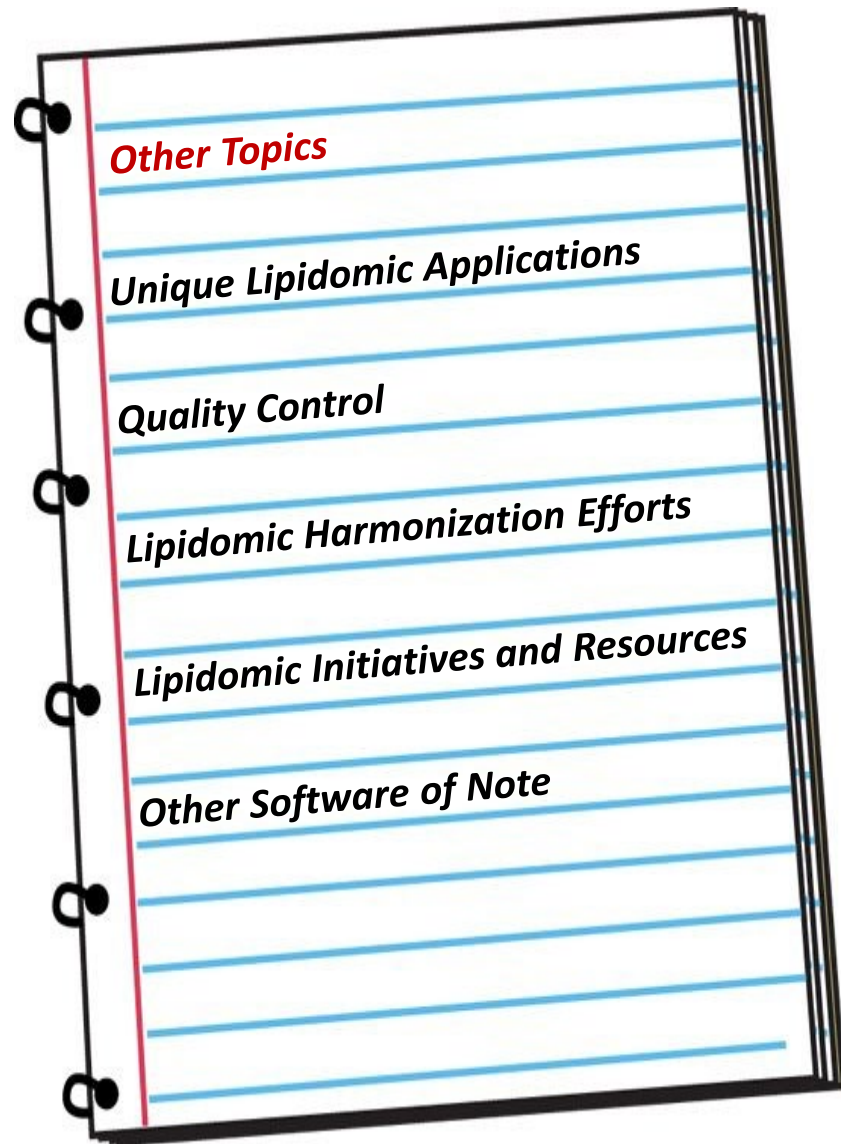 Other Topics
Unique Lipidomic Applications
Quality Control
Lipidomic Harmonization Efforts
Lipidomic Initiatives and Resources
Other Software of Note